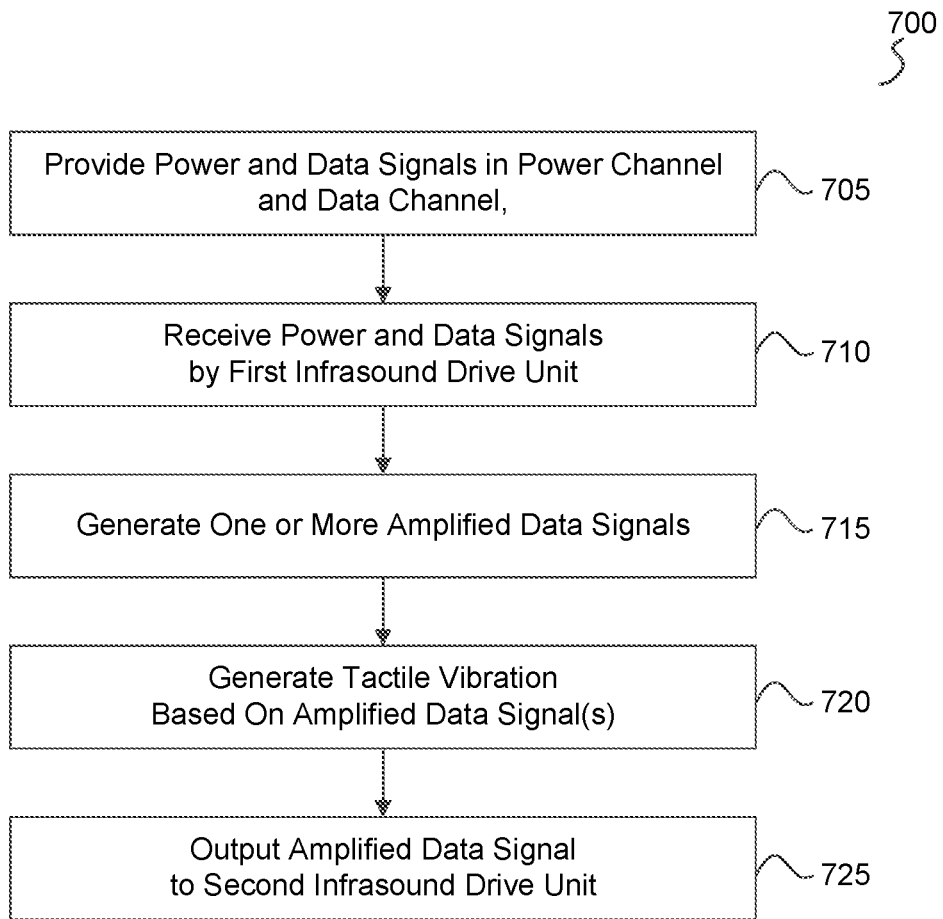 700
Provide Power and Data Signals in Power Channel
and Data Channel,
705
Receive Power and Data Signals
by First Infrasound Drive Unit
710
Generate One or More Amplified Data Signals
715
Generate Tactile Vibration
Based On Amplified Data Signal(s)
720
Output Amplified Data Signal
to Second Infrasound Drive Unit
725